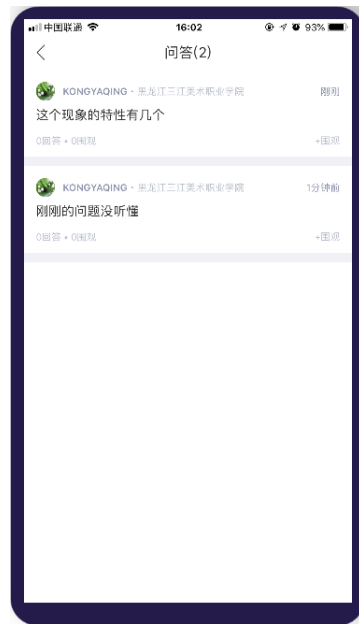 中国联通 16:02 93%
问答(2)
KONGYAQING · 黑龙江三江美术职业学院 刚刚
这个现象的特性有几个
0回答 • 0围观 +围观
KONGYAQING · 黑龙江三江美术职业学院 1分钟前
刚刚的问题没听懂
0回答 • 0围观 +围观